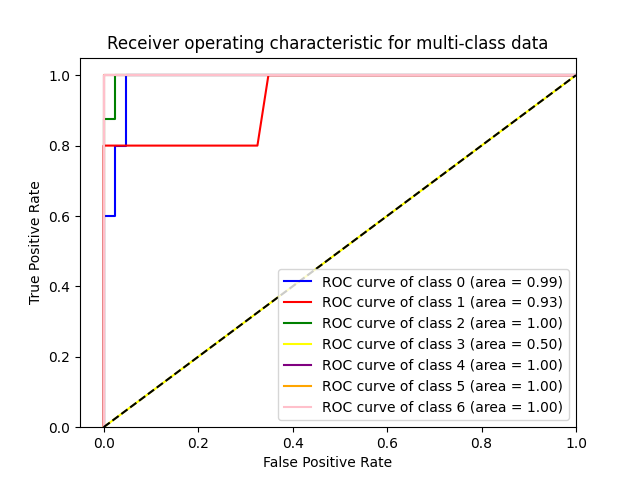 Receiver operating characteristic for multi-class data
True Positive Rate
1.0
0.8
0.6
0.4
0.2
0.0
ROC curve of class 0 (area = 0.99)
ROC curve of class 1 (area = 0.93)
ROC curve of class 2 (area = 1.00)
ROC curve of class 3 (area = 0.50)
ROC curve of class 4 (area = 1.00)
ROC curve of class 5 (area = 1.00)
ROC curve of class 6 (area = 1.00)
0.0 0.2 0.4 0.6 0.8 1.0
False Positive Rate